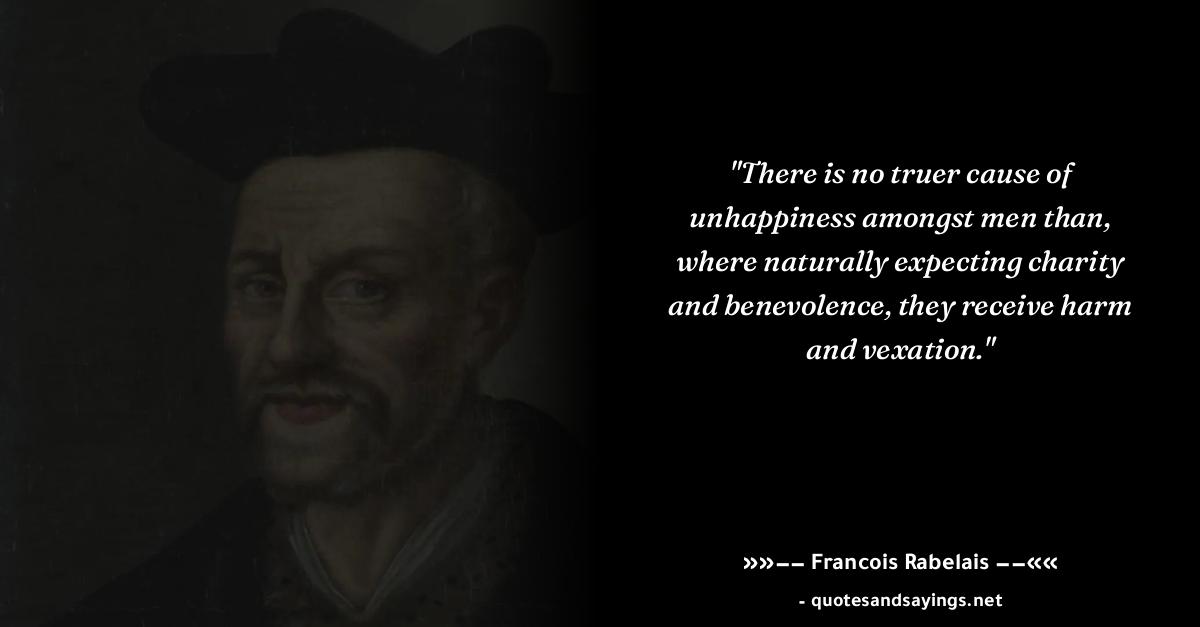 "There is no truer cause of
unhappiness amongst men than,
where naturally expecting charity
and benevolence, they receive harm
and vexation."
»»−− Francois Rabelais −−««
- quotesandsayings.net